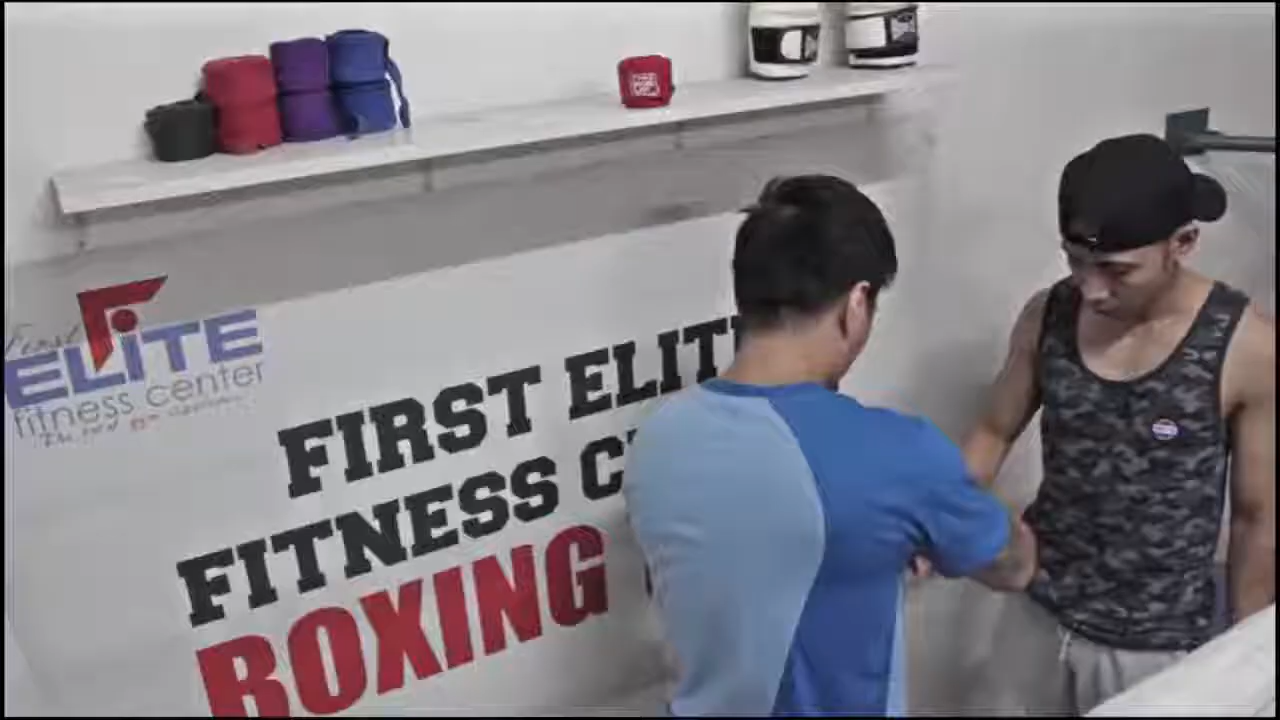 First
ELITE
fitness center
FIRST ELIT
FITNESS C
BOXING